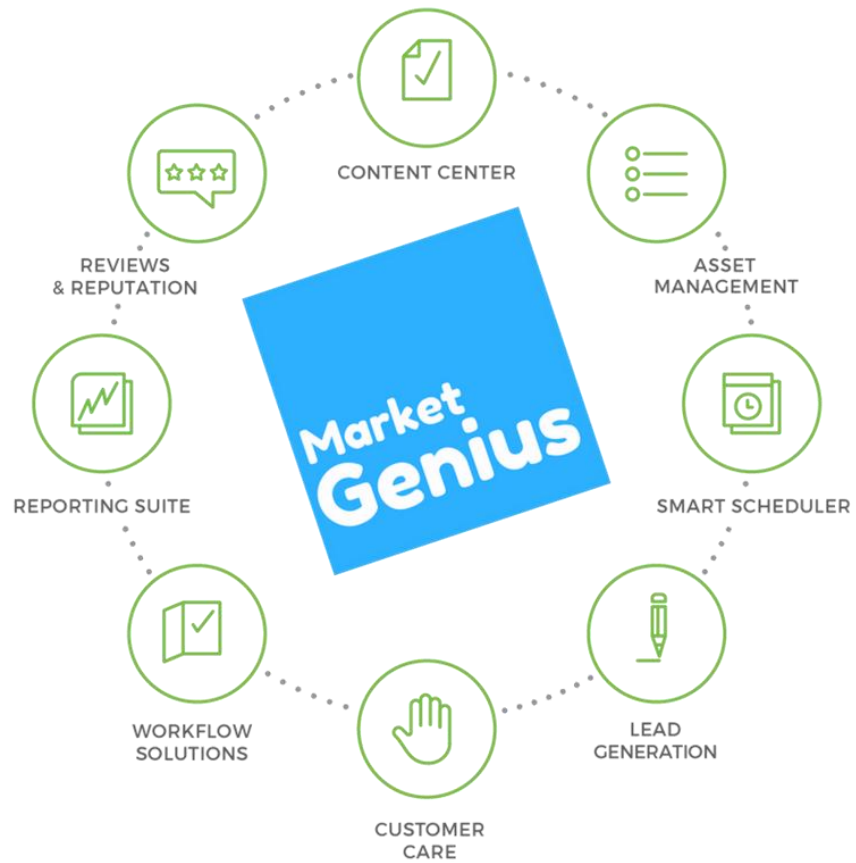 CONTENT CENTER
REVIEWS
& REPUTATION
ASSET
MANAGEMENT
Market
Genius
REPORTING SUITE
SMART SCHEDULER
WORKFLOW
SOLUTIONS
LEAD
GENERATION
CUSTOMER
CARE